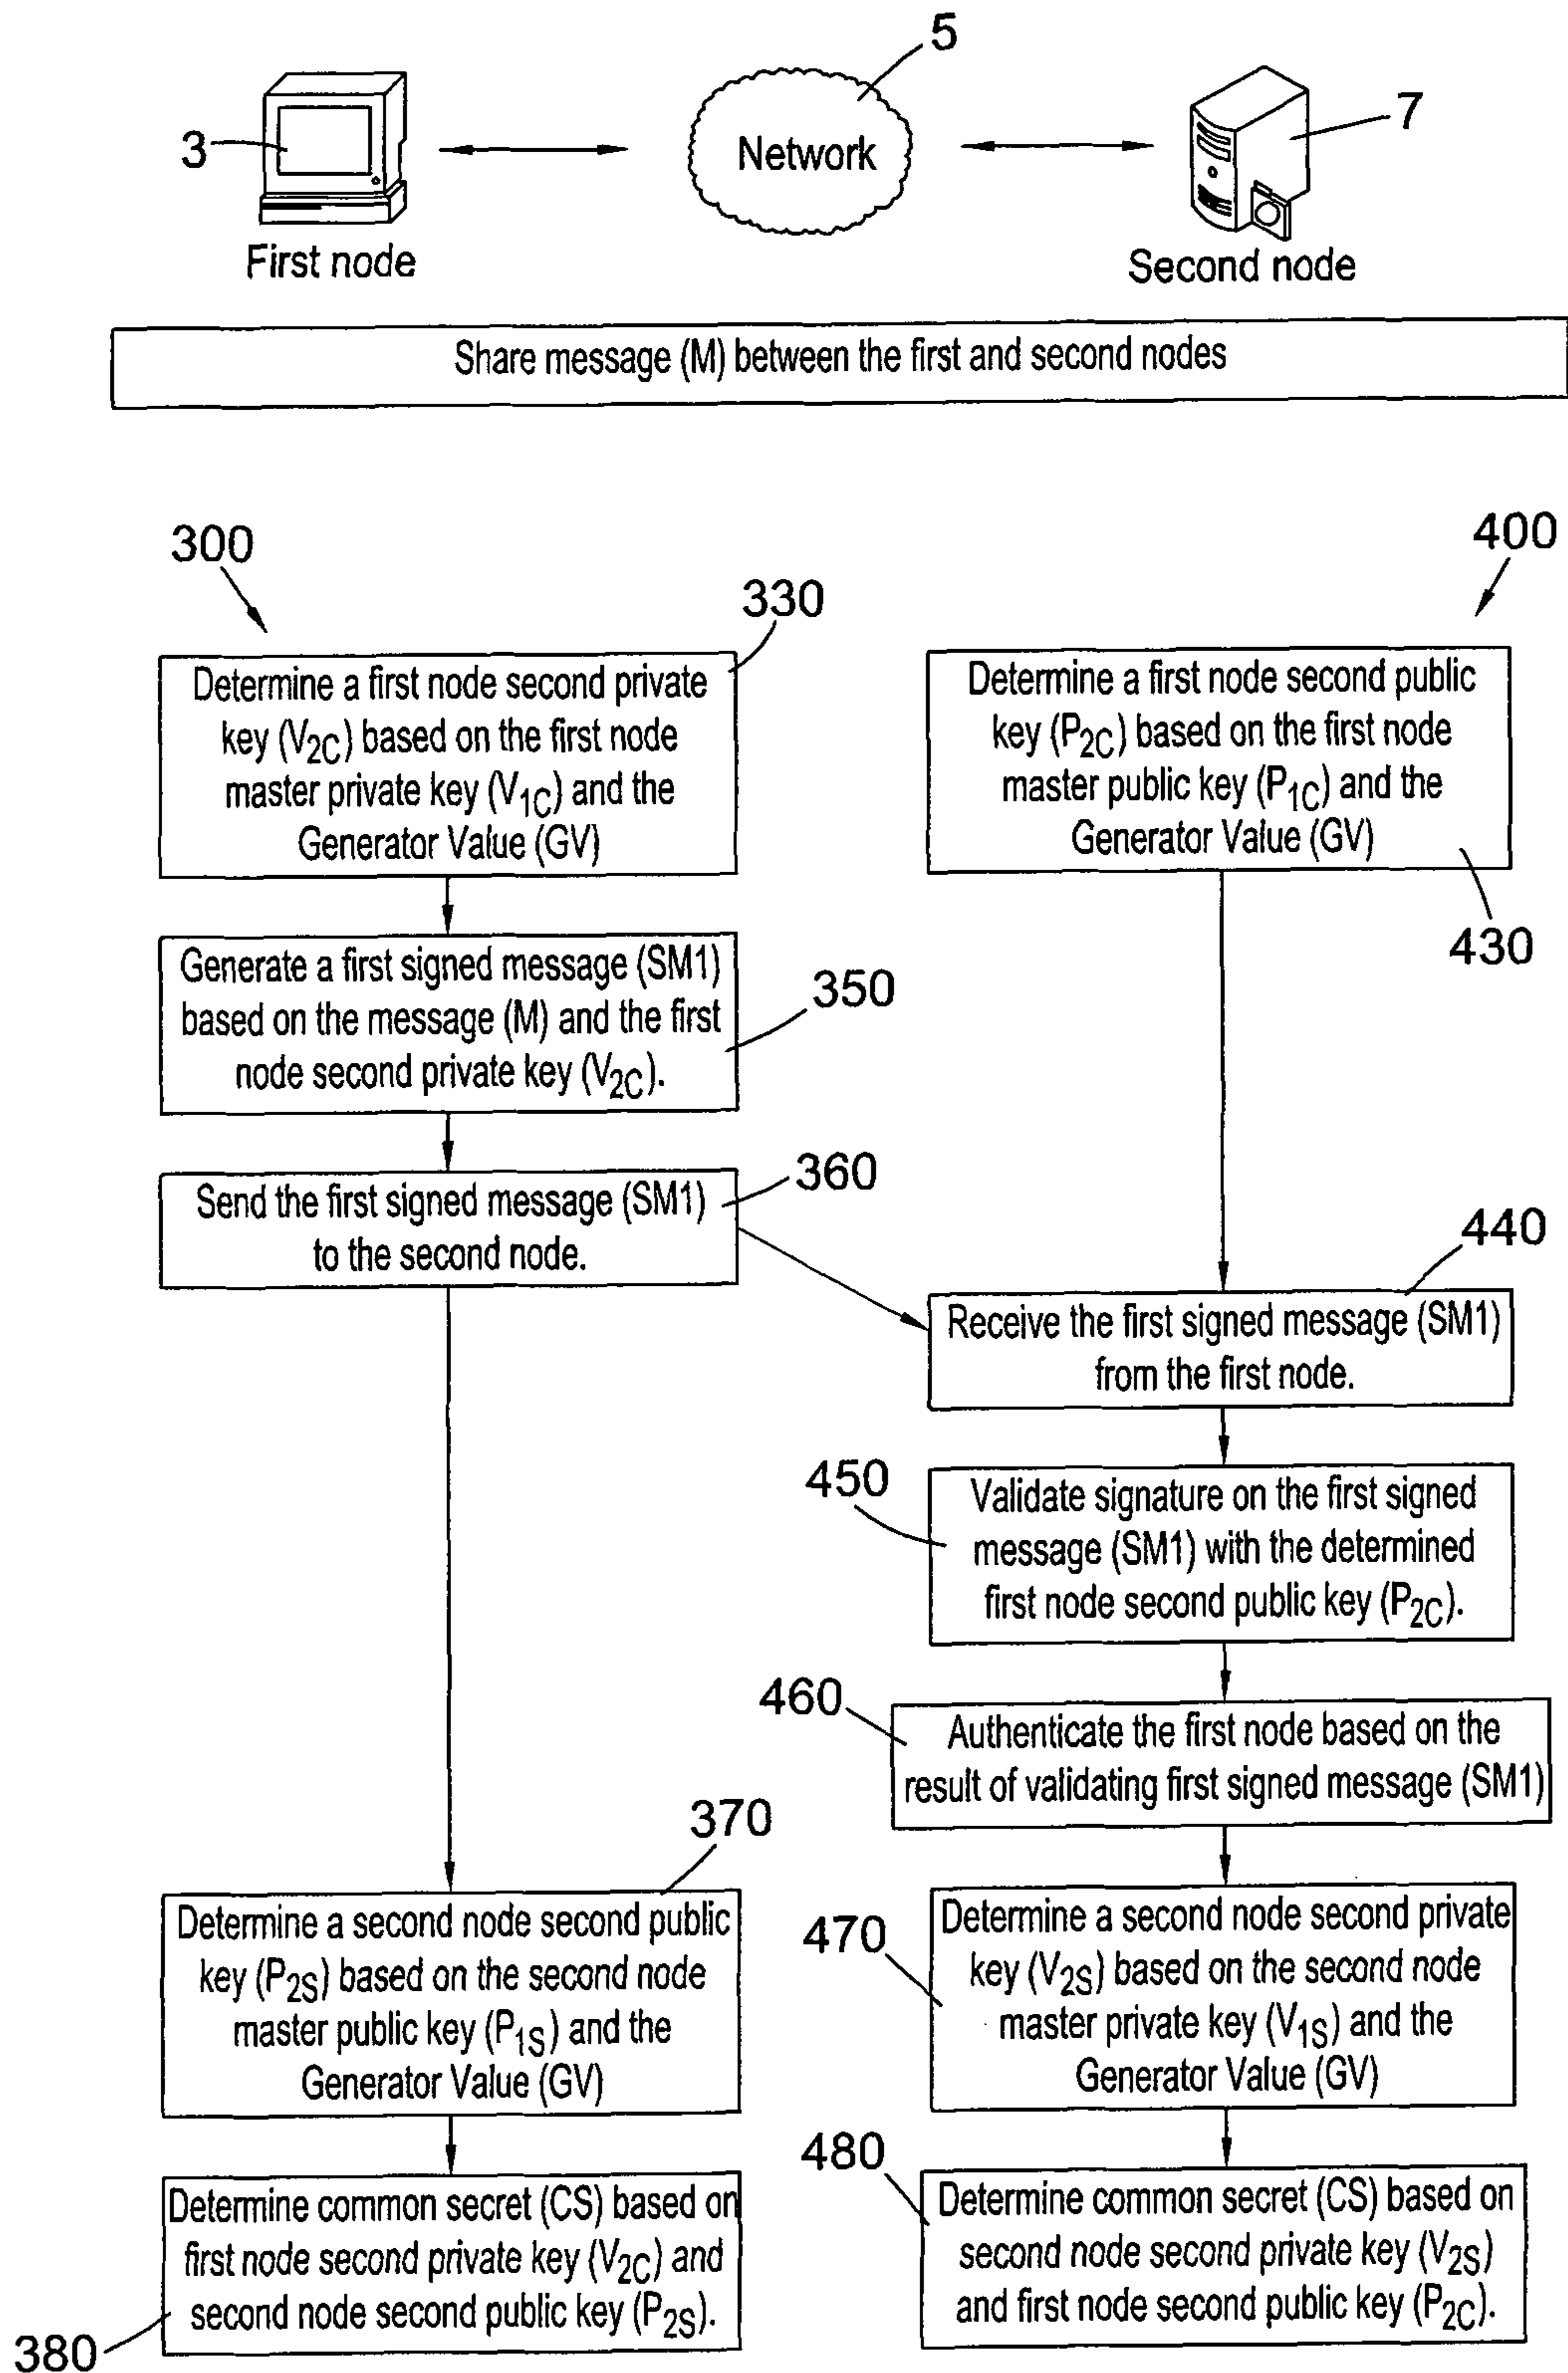 5
3
Network
7
First node
Second node
Share message (M) between the first and second nodes
300
400
330
Determine a first node second private
key (V2C) based on the first node
master private key (V1C) and the
Generator Value (GV)
Determine a first node second public
key (P2C) based on the first node
master public key (P1C) and the
Generator Value (GV)
430
Generate a first signed message (SM1)
based on the message (M) and the first
node second private key (V2C).
350
Send the first signed message (SM1)
to the second node.
360
440
Receive the first signed message (SM1)
from the first node.
450
Validate signature on the first signed
message (SM1) with the determined
first node second public key (P2C).
460
Authenticate the first node based on the
result of validating first signed message (SM1)
370
Determine a second node second public
key (P2S) based on the second node
master public key (P1S) and the
Generator Value (GV)
470
Determine a second node second private
key (V2S) based on the second node
master private key (V1S) and the
Generator Value (GV)
Determine common secret (CS) based on
first node second private key (V2C) and
second node second public key (P2S).
380
480
Determine common secret (CS) based on
second node second private key (V2S)
and first node second public key (P2C).